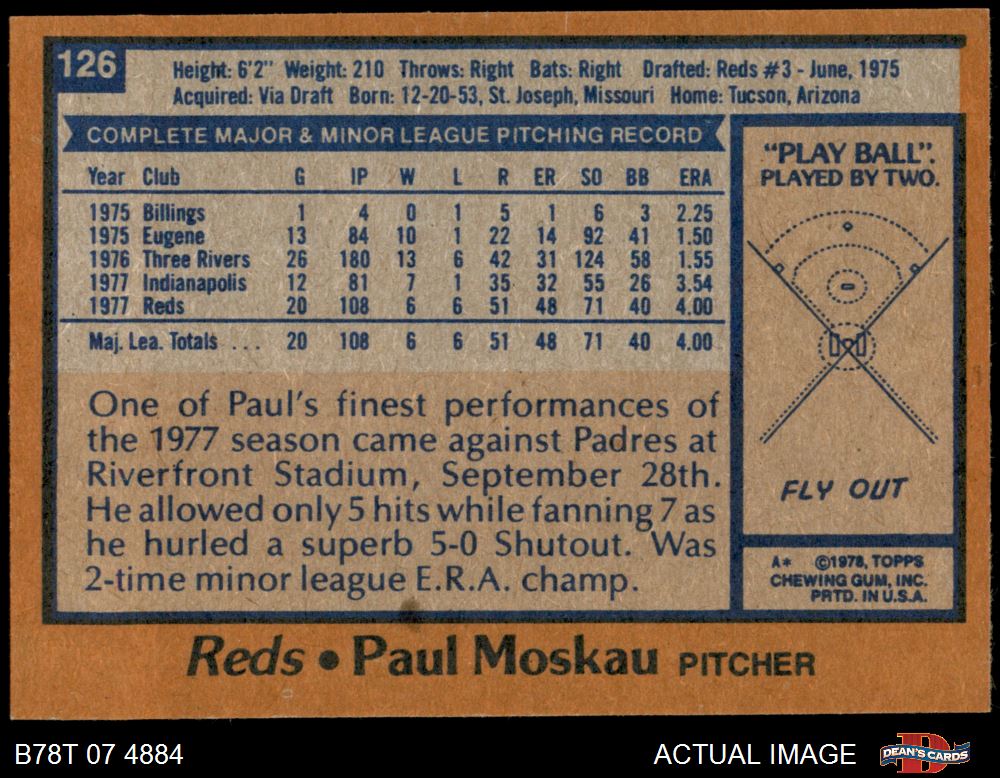 126
Height: 6'2" Weight: 210 Throws: Right Bats: Right Drafted: Reds #3 - June, 1975
Acquired: Via Draft Born: 12-20-53, St. Joseph, Missouri Home: Tucson, Arizona
COMPLETE MAJOR & MINOR LEAGUE PITCHING RECORD
Year Club G IP W L R ER SO BB ERA
1975 Billings 1 4 0 1 5 1 6 3 2.25
1975 Eugene 13 84 10 1 22 14 92 41 1.50
1976 Three Rivers 26 180 13 6 42 31 124 58 1.55
1977 Indianapolis 12 81 7 1 35 32 55 26 3.54
1977 Reds 20 108 6 6 51 48 71 40 4.00
Maj. Lea. Totals ... 20 108 6 6 51 48 71 40 4.00
One of Paul's finest performances of
the 1977 season came against Padres at
Riverfront Stadium, September 28th.
He allowed only 5 hits while fanning 7 as
he hurled a superb 5-0 Shutout. Was
2-time minor league E.R.A. champ.
"PLAY BALL".
PLAYED BY TWO.
FLY OUT
A* ©1978, TOPPS
CHEWING GUM, INC.
PRTD. IN U.S.A.
Reds • Paul Moskau PITCHER
B78T 07 4884
ACTUAL IMAGE
DEAN'S CARDS